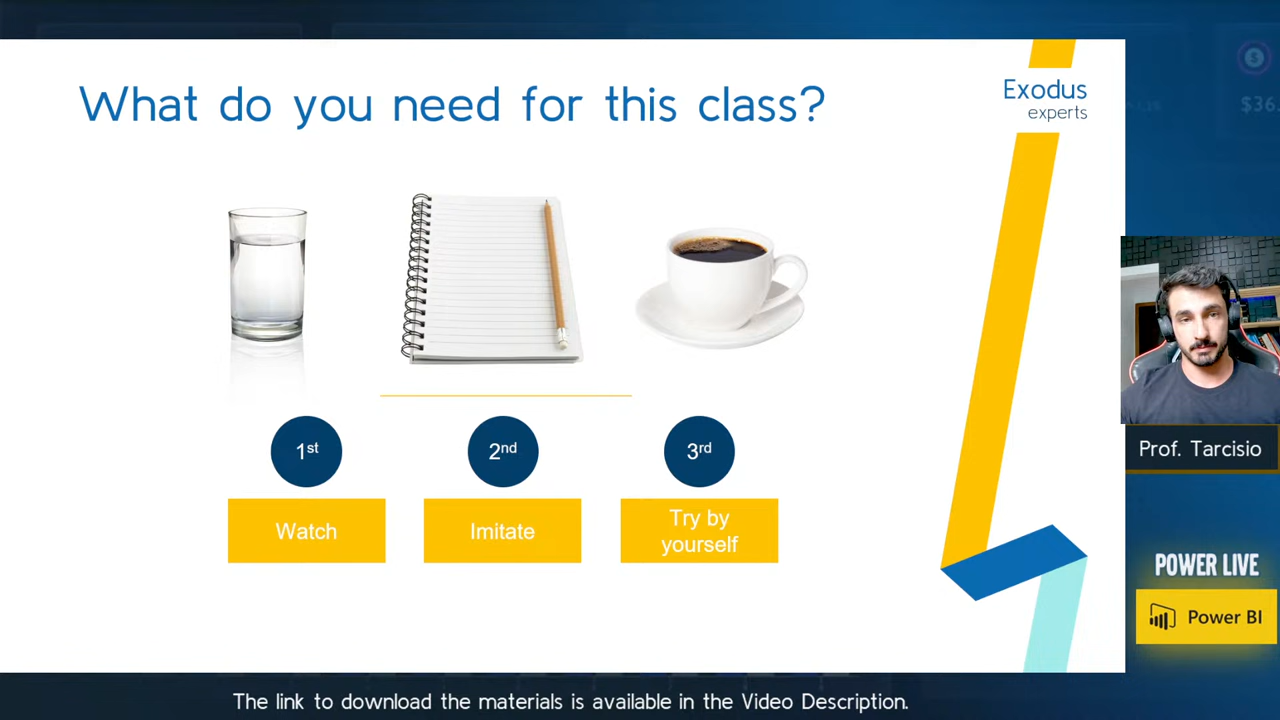 What do you need for this class?
Exodus
experts
$36.
1st
2nd
3rd
Watch
Imitate
Try by
yourself
Prof. Tarcisio
POWER LIVE
Power BI
The link to download the materials is available in the Video Description.